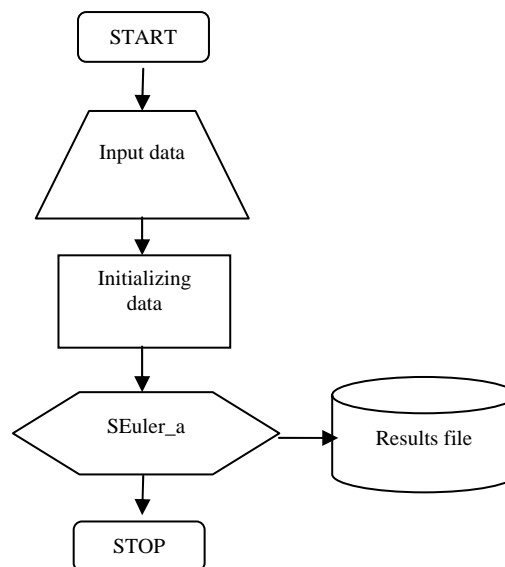 START
Input data
Initializing
data
SEuler_a
Results file
STOP